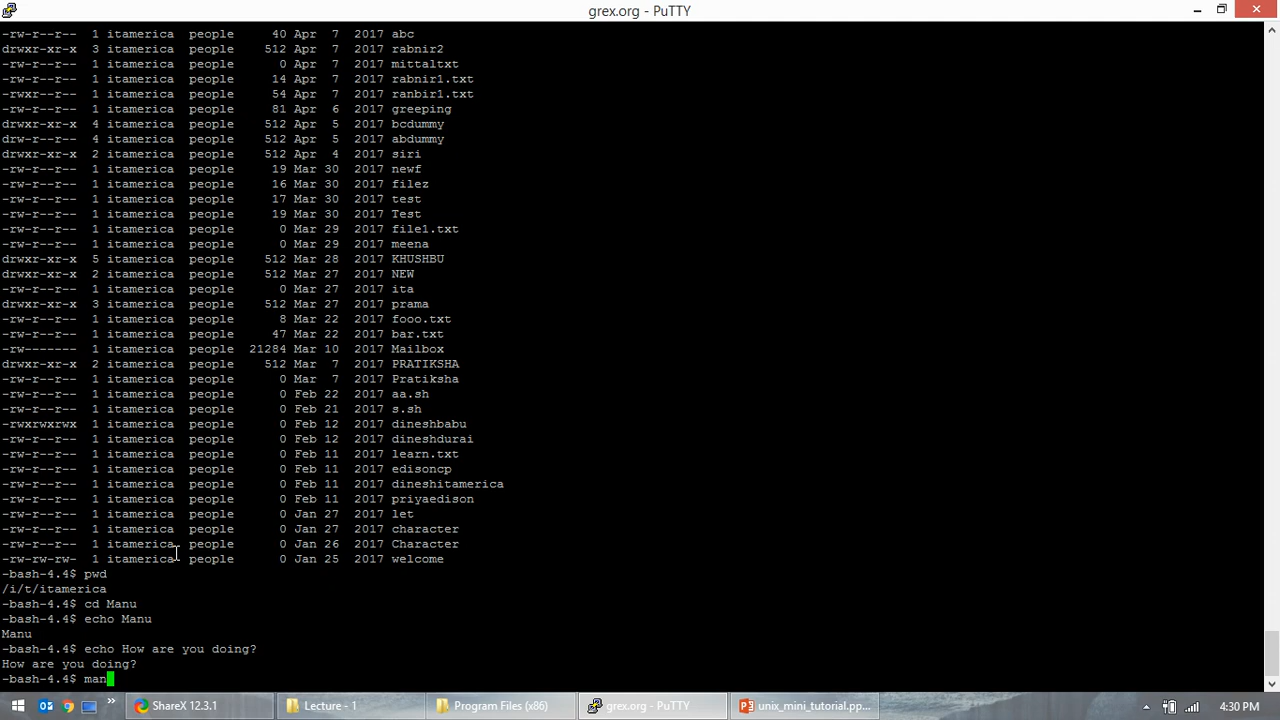 grex.org - PuTTY
-rw-r--r-- 1 itamerica people 40 Apr 7 2017 abc
drwxr-xr-x 3 itamerica people 512 Apr 7 2017 rabnir2
-rw-r--r-- 1 itamerica people 0 Apr 7 2017 mittaltxt
-rw-r--r-- 1 itamerica people 14 Apr 7 2017 rabnir1.txt
-rwxr--r-- 1 itamerica people 54 Apr 7 2017 ranbir1.txt
-rw-r--r-- 1 itamerica people 81 Apr 6 2017 greeping
drwxr-xr-x 4 itamerica people 512 Apr 5 2017 bcdummy
drw-r--r-- 4 itamerica people 512 Apr 5 2017 abdummy
drwxr-xr-x 2 itamerica people 512 Apr 4 2017 siri
-rw-r--r-- 1 itamerica people 19 Mar 30 2017 newf
-rw-r--r-- 1 itamerica people 16 Mar 30 2017 filez
-rw-r--r-- 1 itamerica people 17 Mar 30 2017 test
-rw-r--r-- 1 itamerica people 19 Mar 30 2017 Test
-rw-r--r-- 1 itamerica people 0 Mar 29 2017 file1.txt
-rw-r--r-- 1 itamerica people 0 Mar 29 2017 meena
drwxr-xr-x 5 itamerica people 512 Mar 28 2017 KHUSHBU
drwxr-xr-x 2 itamerica people 512 Mar 27 2017 NEW
-rw-r--r-- 1 itamerica people 0 Mar 27 2017 ita
drwxr-xr-x 3 itamerica people 512 Mar 27 2017 prama
-rw-r--r-- 1 itamerica people 8 Mar 22 2017 fooo.txt
-rw-r--r-- 1 itamerica people 47 Mar 22 2017 bar.txt
-rw------- 1 itamerica people 21284 Mar 10 2017 Mailbox
drwxr-xr-x 2 itamerica people 512 Mar 7 2017 PRATIKSHA
-rw-r--r-- 1 itamerica people 0 Mar 7 2017 Pratiksha
-rw-r--r-- 1 itamerica people 0 Feb 22 2017 aa.sh
-rw-r--r-- 1 itamerica people 0 Feb 21 2017 s.sh
-rwxrwxrwx 1 itamerica people 0 Feb 12 2017 dineshbabu
-rw-r--r-- 1 itamerica people 0 Feb 12 2017 dineshdurai
-rw-r--r-- 1 itamerica people 0 Feb 11 2017 learn.txt
-rw-r--r-- 1 itamerica people 0 Feb 11 2017 edisoncp
-rw-r--r-- 1 itamerica people 0 Feb 11 2017 dineshitamerica
-rw-r--r-- 1 itamerica people 0 Feb 11 2017 priyaedison
-rw-r--r-- 1 itamerica people 0 Jan 27 2017 let
-rw-r--r-- 1 itamerica people 0 Jan 27 2017 character
-rw-r--r-- 1 itamerica people 0 Jan 26 2017 Character
-rw-rw-rw- 1 itamerica people 0 Jan 25 2017 welcome
-bash-4.4$ pwd
/i/t/itamerica
-bash-4.4$ cd Manu
-bash-4.4$ echo Manu
Manu
-bash-4.4$ echo How are you doing?
How are you doing?
-bash-4.4$ man
ShareX 12.3.1 Lecture - 1 Program Files (x86) grex.org - PuTTY unix_mini_tutorial.pp... 4:30 PM